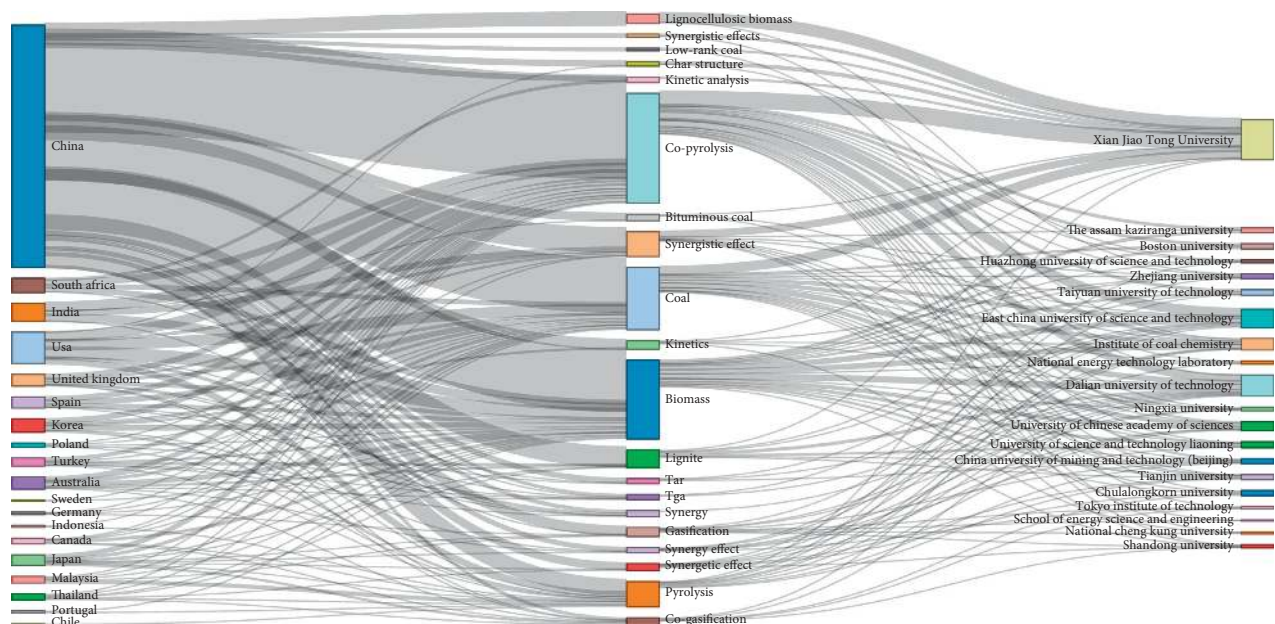 China
South africa
India
Usa
United kingdom
Spain
Korea
Poland
Turkey
Australia
Sweden
Germany
Indonesia
Canada
Japan
Malaysia
Thailand
Portugal
Chile
Lignocellulosic biomass
Synergistic effects
Low-rank coal
Char structure
Kinetic analysis
Co-pyrolysis
Bituminous coal
Synergistic effect
Coal
Kinetics
Biomass
Lignite
Tar
Tga
Synergy
Gasification
Synergy effect
Synergetic effect
Pyrolysis
Co-gasification
Xian Jiao Tong University
The assam kaziranga university
Boston university
Huazhong university of science and technology
Zhejiang university
Taiyuan university of technology
East china university of science and technology
Institute of coal chemistry
National energy technology laboratory
Dalian university of technology
Ningxia university
University of chinese academy of sciences
University of science and technology liaoning
China university of mining and technology (beijing)
Tianjin university
Chulalongkorn university
Tokyo institute of technology
School of energy science and engineering
National cheng kung university
Shandong university